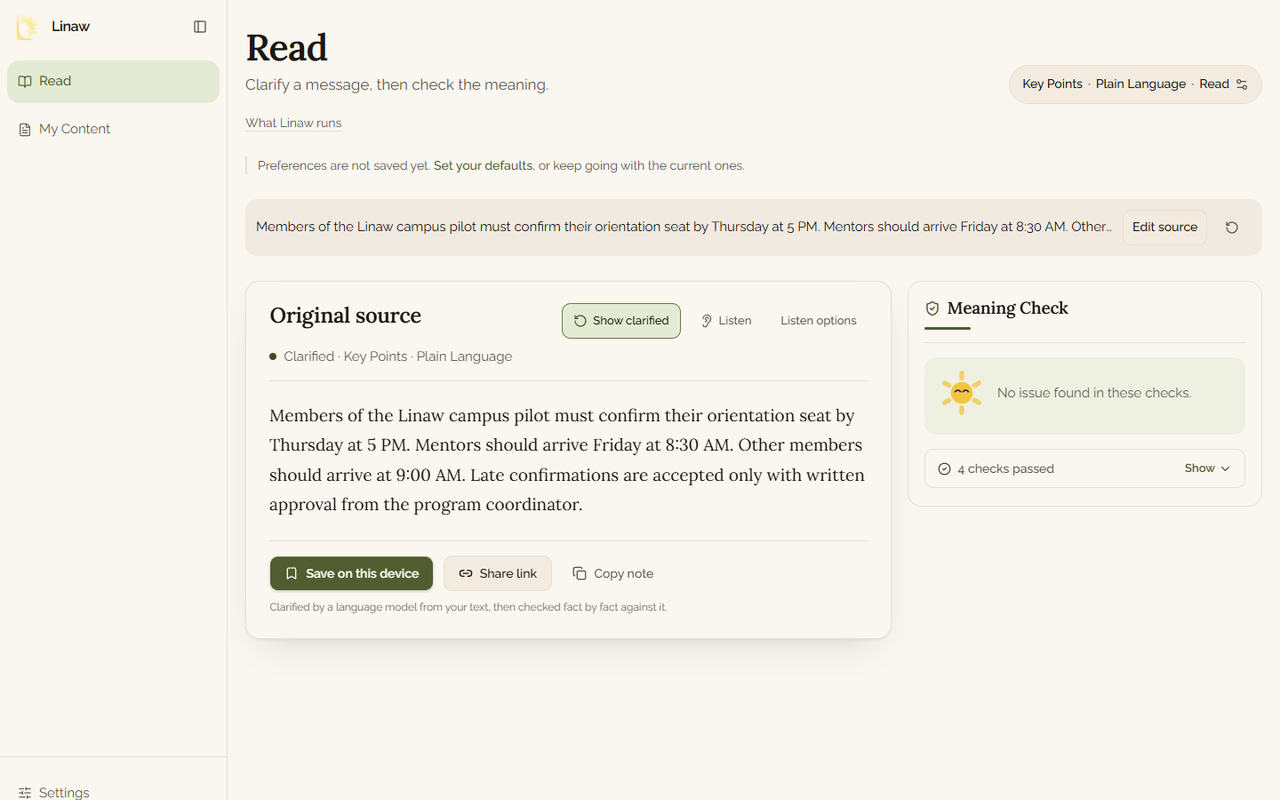 Linaw
Read
My Content
Settings
Read
Clarify a message, then check the meaning.
Key Points · Plain Language · Read
What Linaw runs
Preferences are not saved yet. Set your defaults, or keep going with the current ones.
Members of the Linaw campus pilot must confirm their orientation seat by Thursday at 5 PM. Mentors should arrive Friday at 8:30 AM. Other…
Edit source
Original source
Show clarified
Listen
Listen options
Clarified · Key Points · Plain Language
Members of the Linaw campus pilot must confirm their orientation seat by
Thursday at 5 PM. Mentors should arrive Friday at 8:30 AM. Other members
should arrive at 9:00 AM. Late confirmations are accepted only with written
approval from the program coordinator.
Save on this device
Share link
Copy note
Clarified by a language model from your text, then checked fact by fact against it.
Meaning Check
No issue found in these checks.
4 checks passed
Show